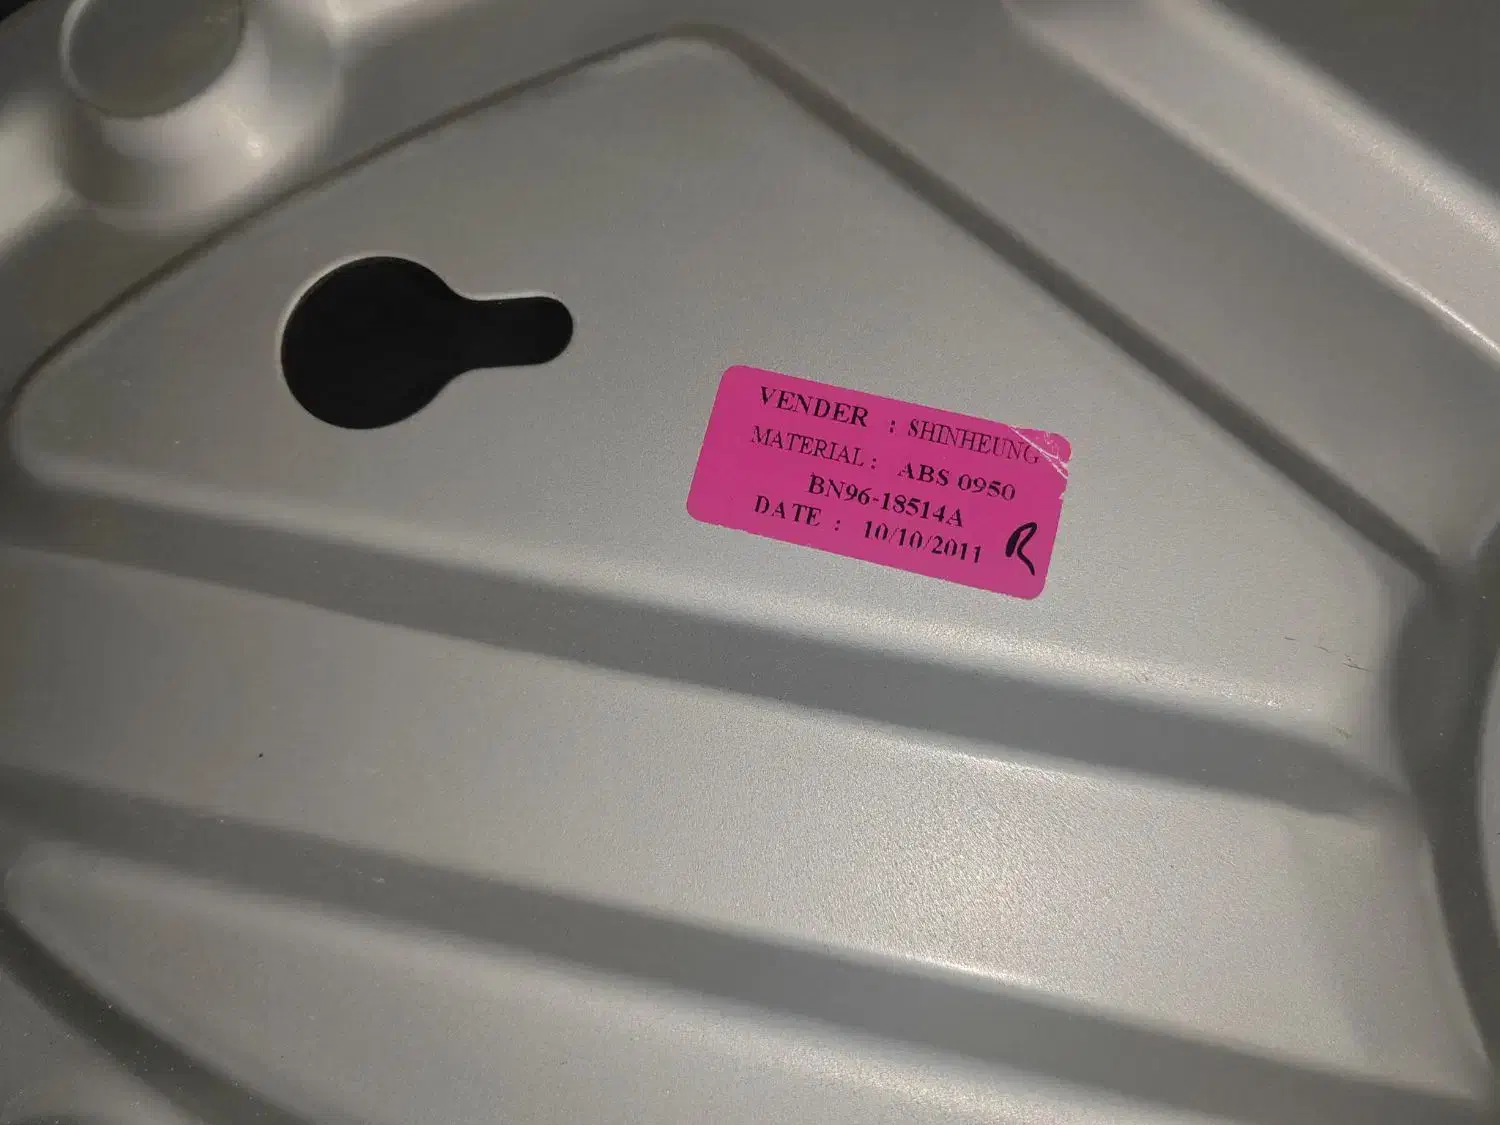 VENDER : SHINHEUNG
MATERIAL : ABS 0950
BN96-18514A
DATE : 10/10/2011
R